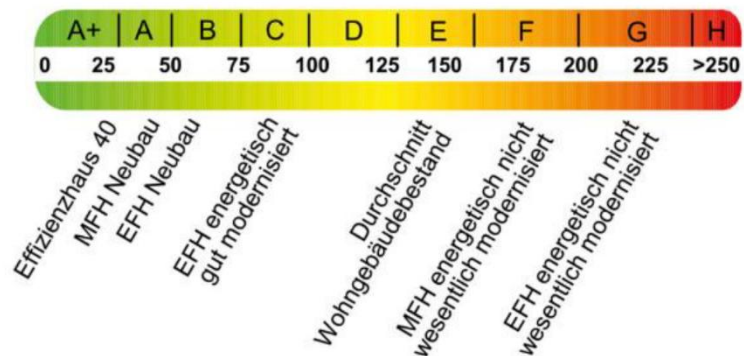 A+ A B C D E F G H
0 25 50 75 100 125 150 175 200 225 >250
Effizienzhaus 40
MFH Neubau
EFH Neubau
EFH energetisch
gut modernisiert
Durchschnitt
Wohngebäudebestand
MFH energetisch nicht
wesentlich modernisiert
EFH energetisch nicht
wesentlich modernisiert